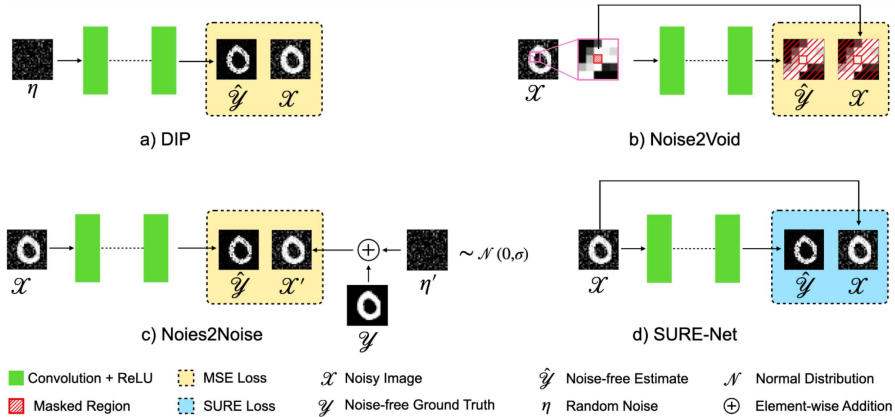 η
𝒴̂ 𝒳
a) DIP
𝒳
𝒴̂ 𝒳
b) Noise2Void
𝒳
𝒴̂ 𝒳′
η′
∼ 𝒩(0,σ)
𝒴
c) Noies2Noise
𝒳
𝒴̂ 𝒳
d) SURE-Net
Convolution + ReLU
MSE Loss
𝒳 Noisy Image
𝒴̂ Noise-free Estimate
𝒩 Normal Distribution
Masked Region
SURE Loss
𝒴 Noise-free Ground Truth
η Random Noise
⊕ Element-wise Addition